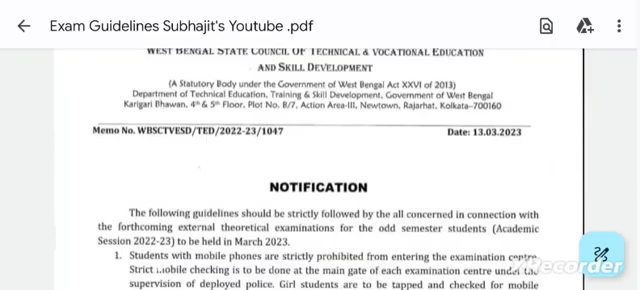 Exam Guidelines Subhajit's Youtube .pdf
WEST BENGAL STATE COUNCIL OF TECHNICAL & VOCATIONAL EDUCATION
AND SKILL DEVELOPMENT
(A Statutory Body under the Government of West Bengal Act XXVI of 2013)
Department of Technical Education, Training & Skill Development, Government of West Bengal
Karigari Bhawan, 4th & 5th Floor, Plot No. B/7, Action Area-III, Newtown, Rajarhat, Kolkata-700160
Memo No. WBSCTVESD/TED/2022-23/1047 Date: 13.03.2023
NOTIFICATION
The following guidelines should be strictly followed by the all concerned in connection with
the forthcoming external theoretical examinations for the odd semester students (Academic
Session 2022-23) to be held in March 2023.
1. Students with mobile phones are strictly prohibited from entering the examination centre.
Strict mobile checking is to be done at the main gate of each examination centre under the
supervision of deployed police. Girl students are to be tapped and checked for mobile
VRecorder